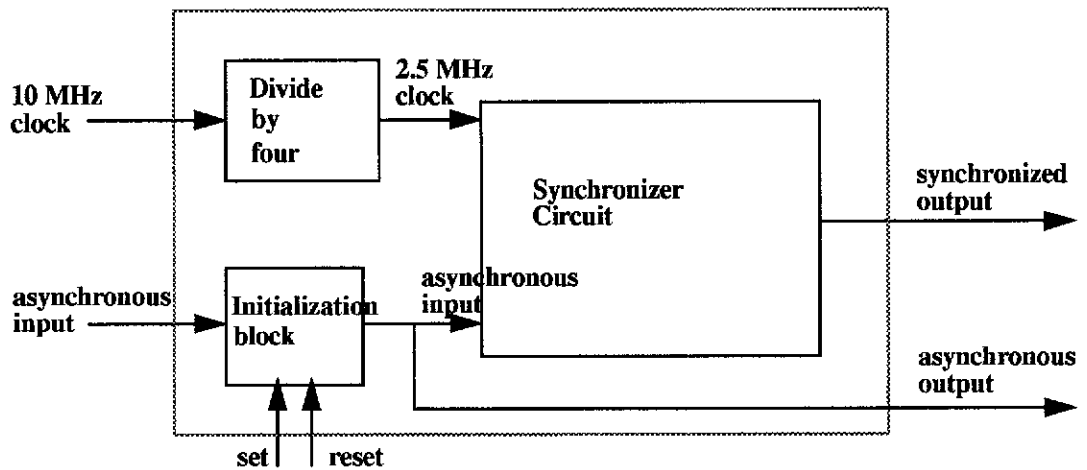 10 MHz
clock
Divide
by
four
2.5 MHz
clock
Synchronizer
Circuit
synchronized
output
asynchronous
input
Initialization
block
asynchronous
input
asynchronous
output
set
reset